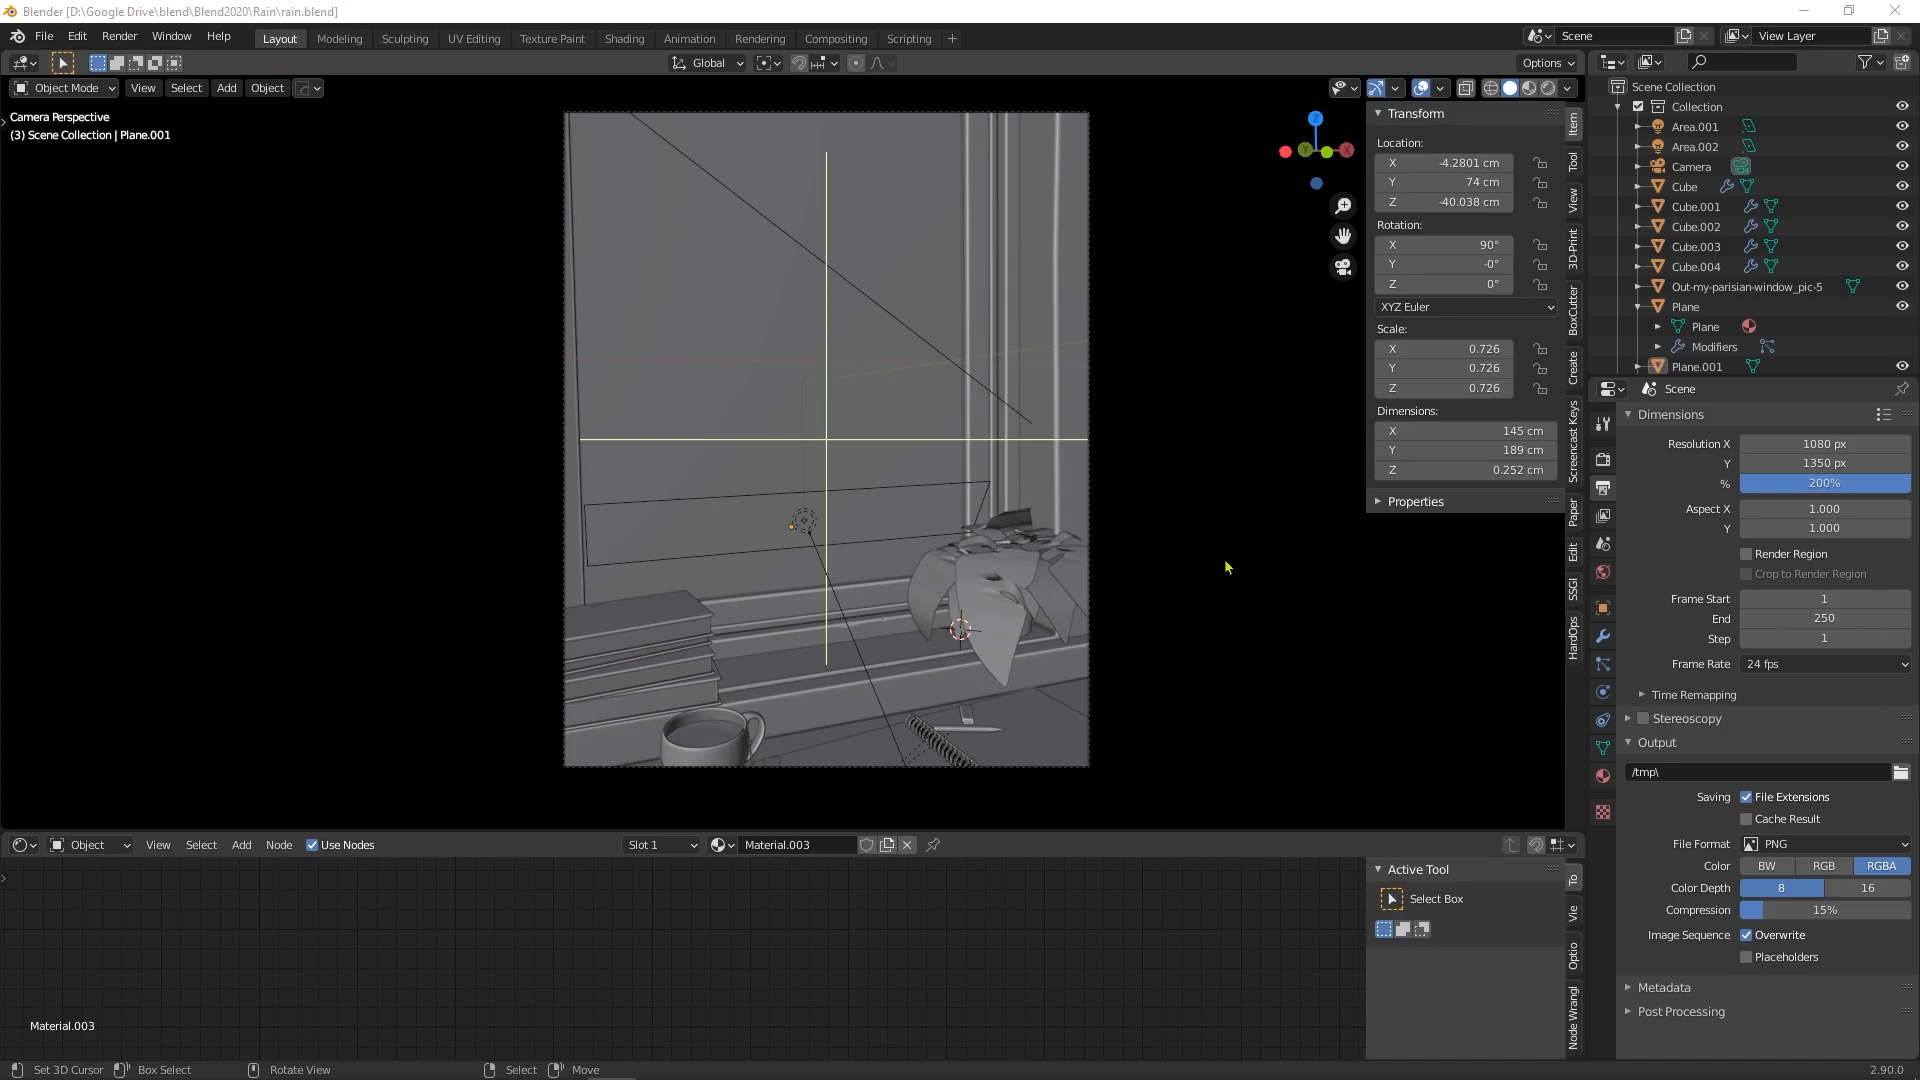 Blender [D:\Google Drive\blend\Blend2020\Rain\rain.blend]
File Edit Render Window Help Layout Modeling Sculpting UV Editing Texture Paint Shading Animation Rendering Compositing Scripting + Scene View Layer
Global Options
Object Mode View Select Add Object
Camera Perspective
(3) Scene Collection | Plane.001
Z
Y
X
Transform
Location:
X -4.2801 cm
Y 74 cm
Z -40.038 cm
Rotation:
X 90°
Y -0°
Z 0°
XYZ Euler
Scale:
X 0.726
Y 0.726
Z 0.726
Dimensions:
X 145 cm
Y 189 cm
Z 0.252 cm
Properties
Item
Tool
View
3D-Print
BoxCutter
Create
Screencast Keys
Paper
Edit
SSGI
HardOps
Scene Collection
Collection
Area.001
Area.002
Camera
Cube
Cube.001
Cube.002
Cube.003
Cube.004
Out-my-parisian-window_pic-5
Plane
Plane
Modifiers
Plane.001
Scene
Dimensions
Resolution X 1080 px
Y 1350 px
% 200%
Aspect X 1.000
Y 1.000
Render Region
Crop to Render Region
Frame Start 1
End 250
Step 1
Frame Rate 24 fps
Time Remapping
Stereoscopy
Output
/tmp\
Saving File Extensions
Cache Result
File Format PNG
Color BW RGB RGBA
Color Depth 8 16
Compression 15%
Image Sequence Overwrite
Placeholders
Metadata
Post Processing
Object View Select Add Node Use Nodes Slot 1 Material.003
Active Tool
Select Box
To
Vie
Optio
Node Wrangl
Material.003
Set 3D Cursor Box Select Rotate View Select Move 2.90.0